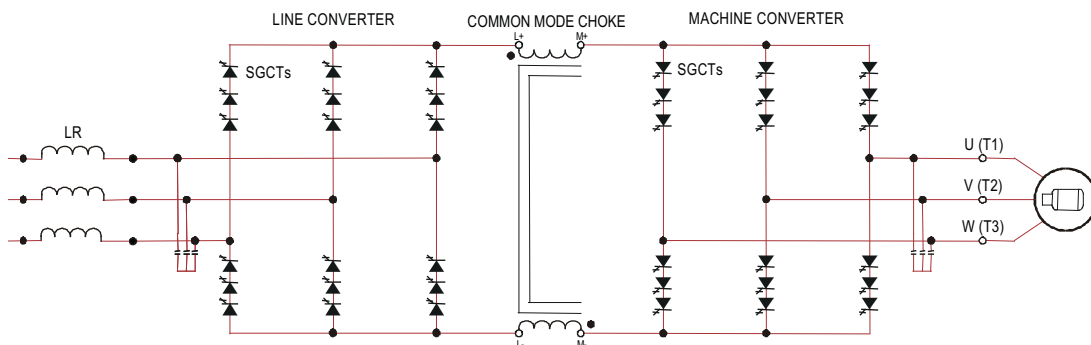 LINE CONVERTER
COMMON MODE CHOKE
MACHINE CONVERTER
L+
M+
SGCTs
SGCTs
LR
U (T1)
V (T2)
W (T3)
L-
M-